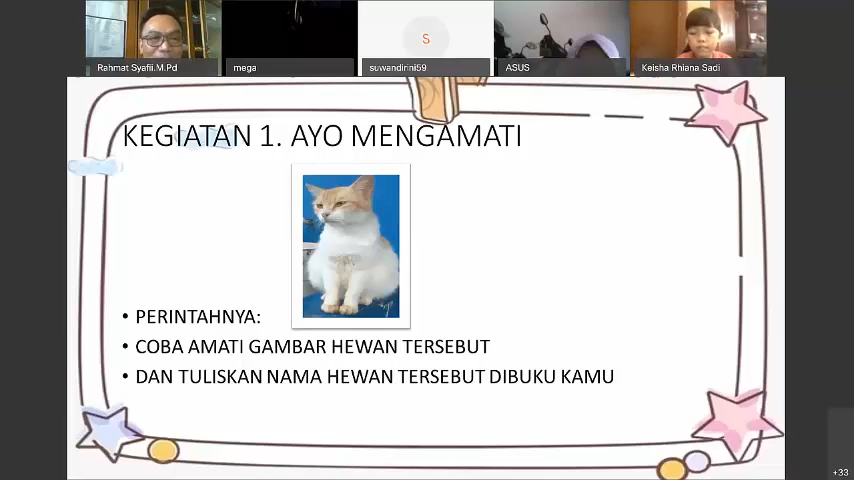 S
Rahmat Syafii.M.Pd
mega
suwandirini59
ASUS
Keisha Rhiana Sadi
KEGIATAN 1. AYO MENGAMATI
• PERINTAHNYA:
• COBA AMATI GAMBAR HEWAN TERSEBUT
• DAN TULISKAN NAMA HEWAN TERSEBUT DIBUKU KAMU
+33